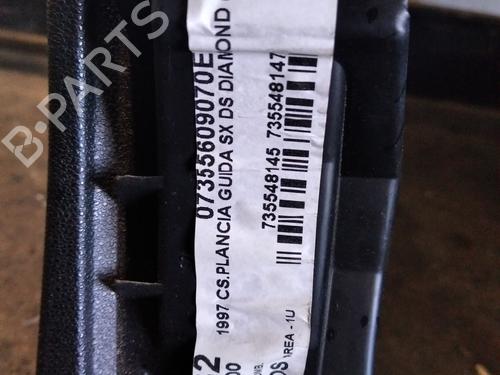 B-PARTS
07355609070E
1997 CS.PLANCIA GUIDA SX DS DIAMOND
735548145 735548147
AREA - 1U